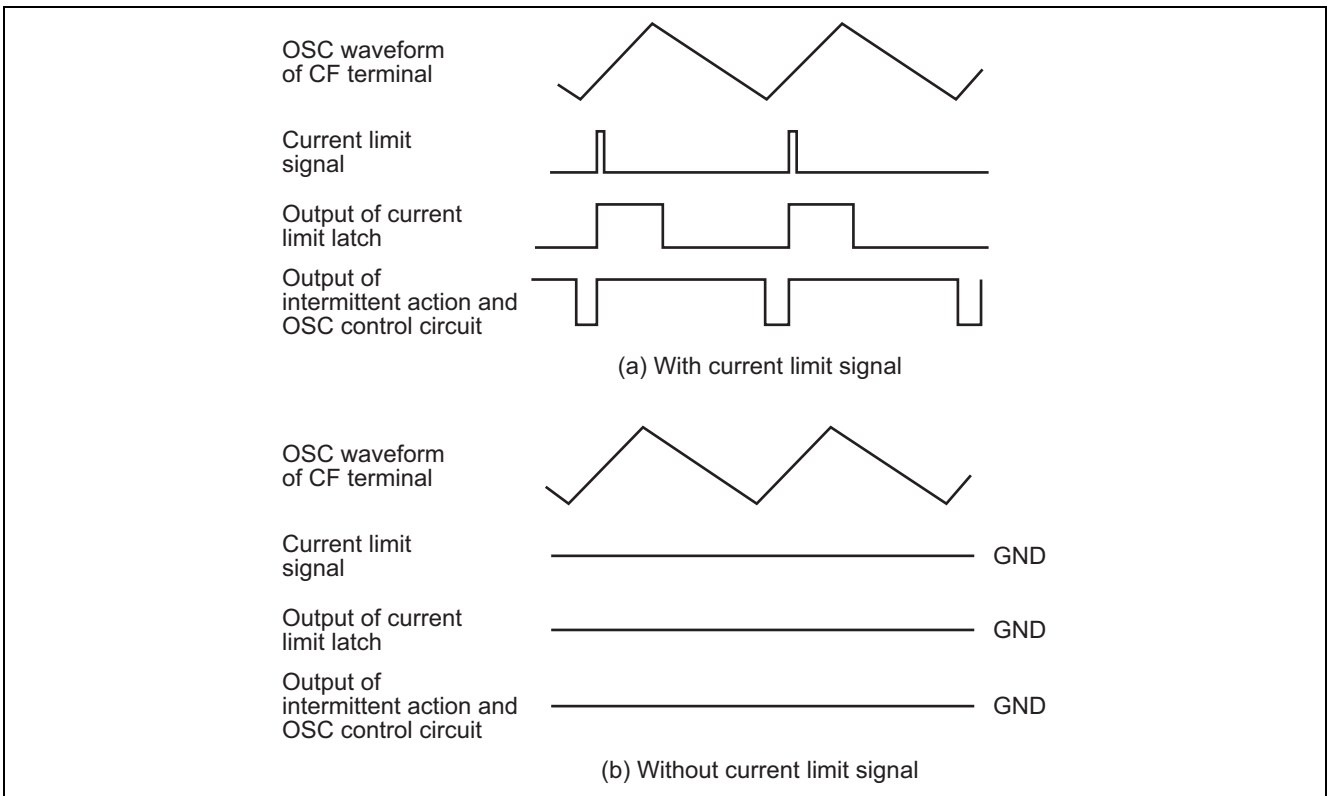 OSC waveform
of CF terminal
Current limit
signal
Output of current
limit latch
Output of
intermittent action and
OSC control circuit
(a) With current limit signal
OSC waveform
of CF terminal
Current limit
signal
GND
Output of current
limit latch
GND
Output of
intermittent action and
OSC control circuit
GND
(b) Without current limit signal